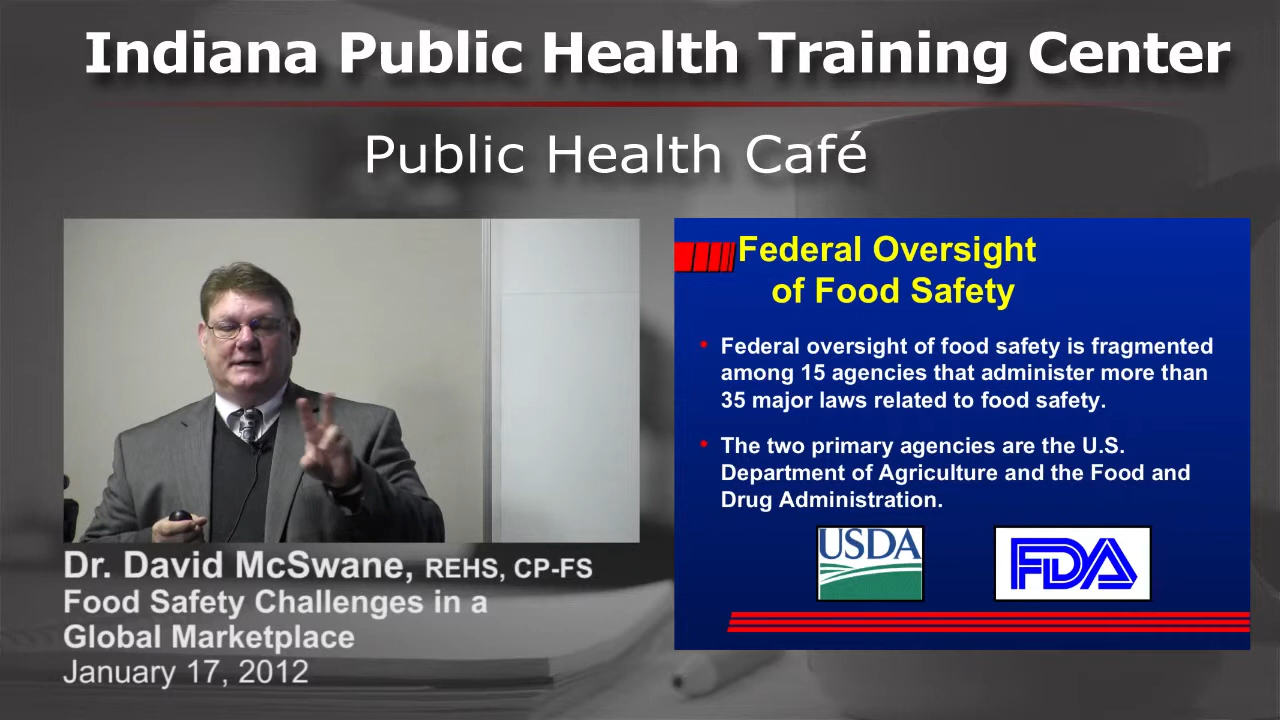 Indiana Public Health Training Center
Public Health Café
Federal Oversight
of Food Safety
• Federal oversight of food safety is fragmented
among 15 agencies that administer more than
35 major laws related to food safety.
• The two primary agencies are the U.S.
Department of Agriculture and the Food and
Drug Administration.
USDA
FDA
Dr. David McSwane, REHS, CP-FS
Food Safety Challenges in a
Global Marketplace
January 17, 2012